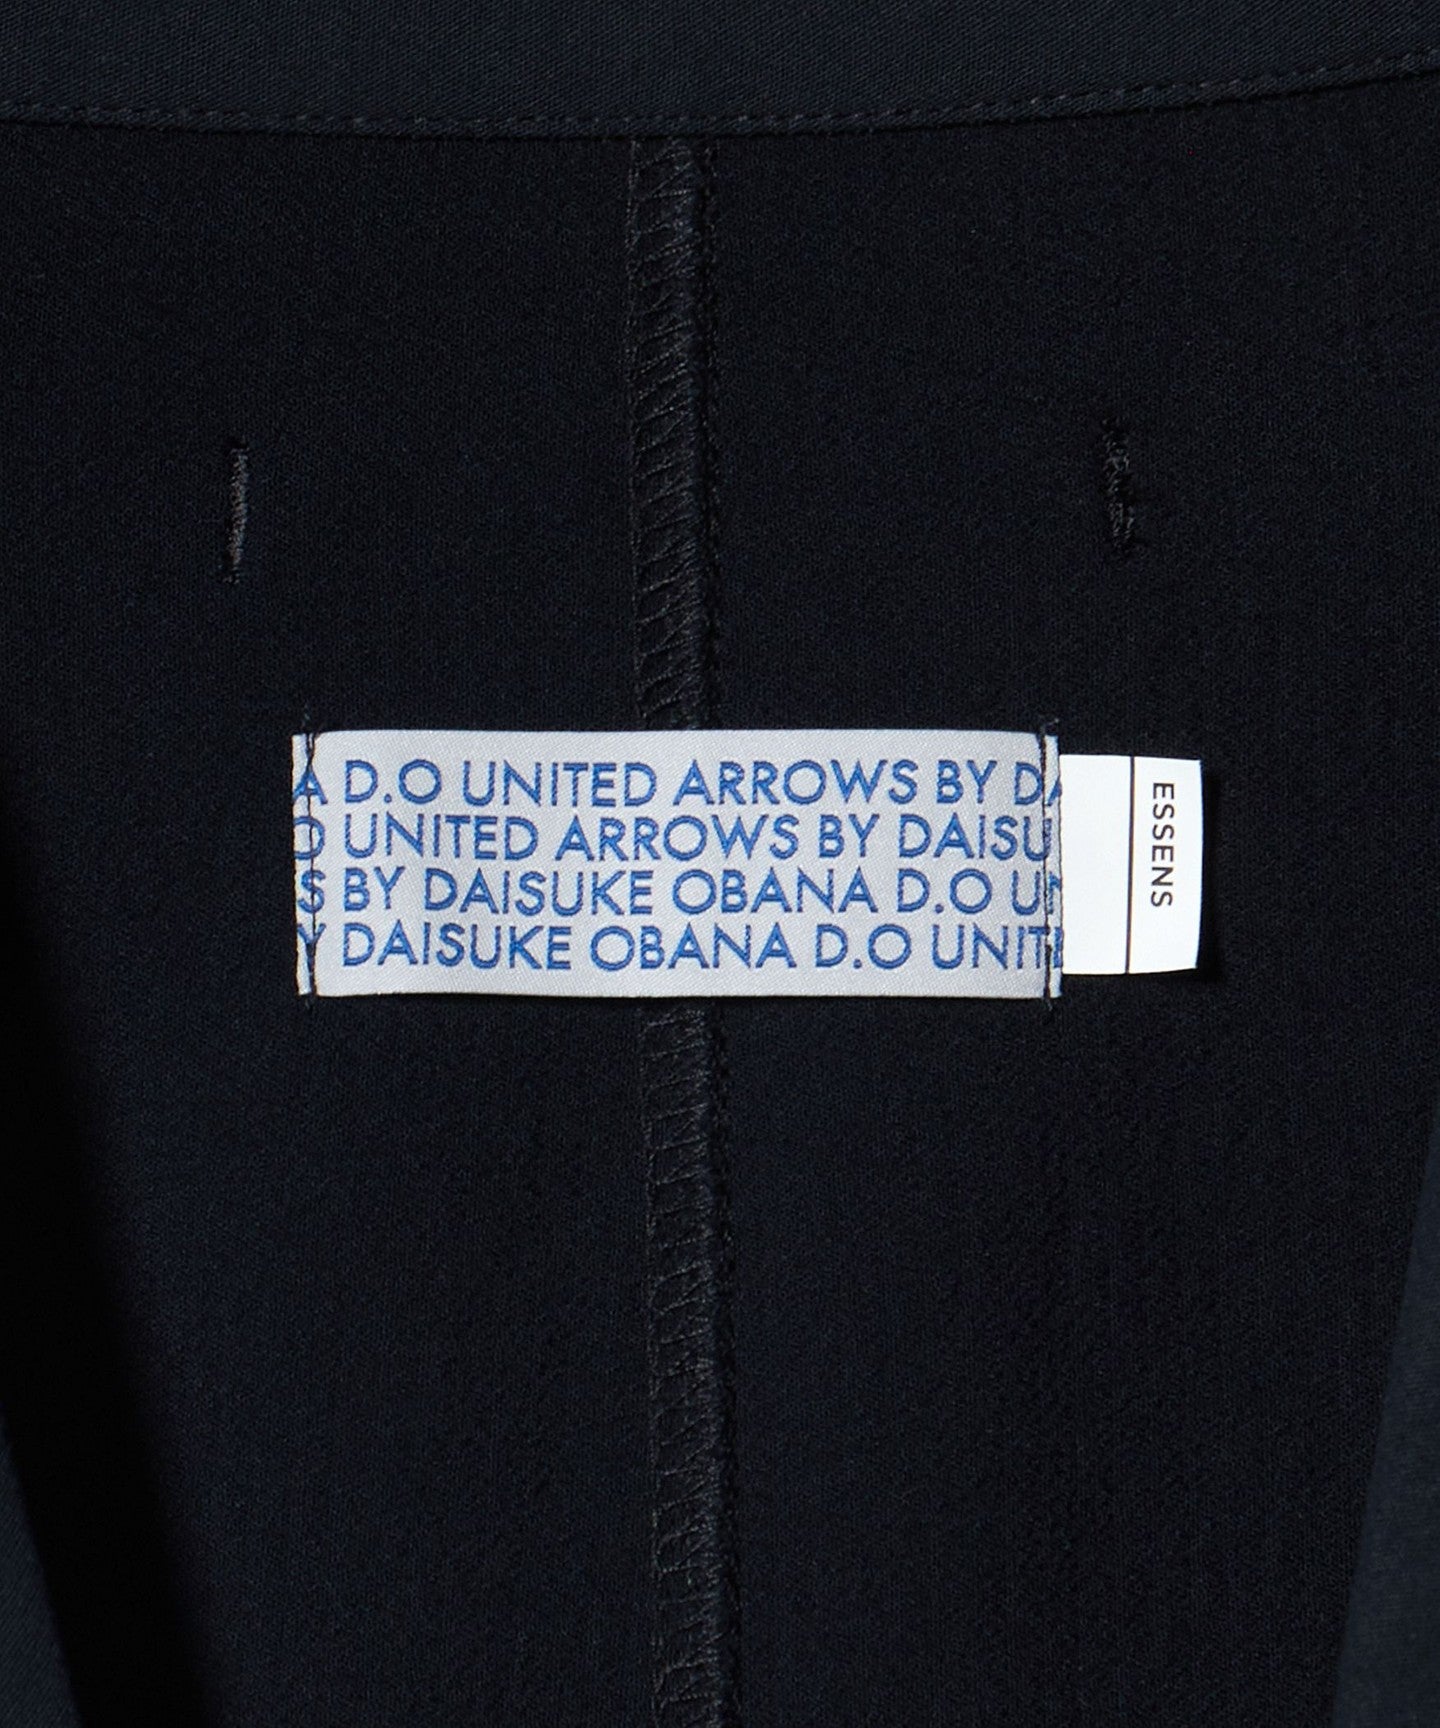 A D.O UNITED ARROWS BY DA
O UNITED ARROWS BY DAISU
S BY DAISUKE OBANA D.O UN
Y DAISUKE OBANA D.O UNITE
ESSENS